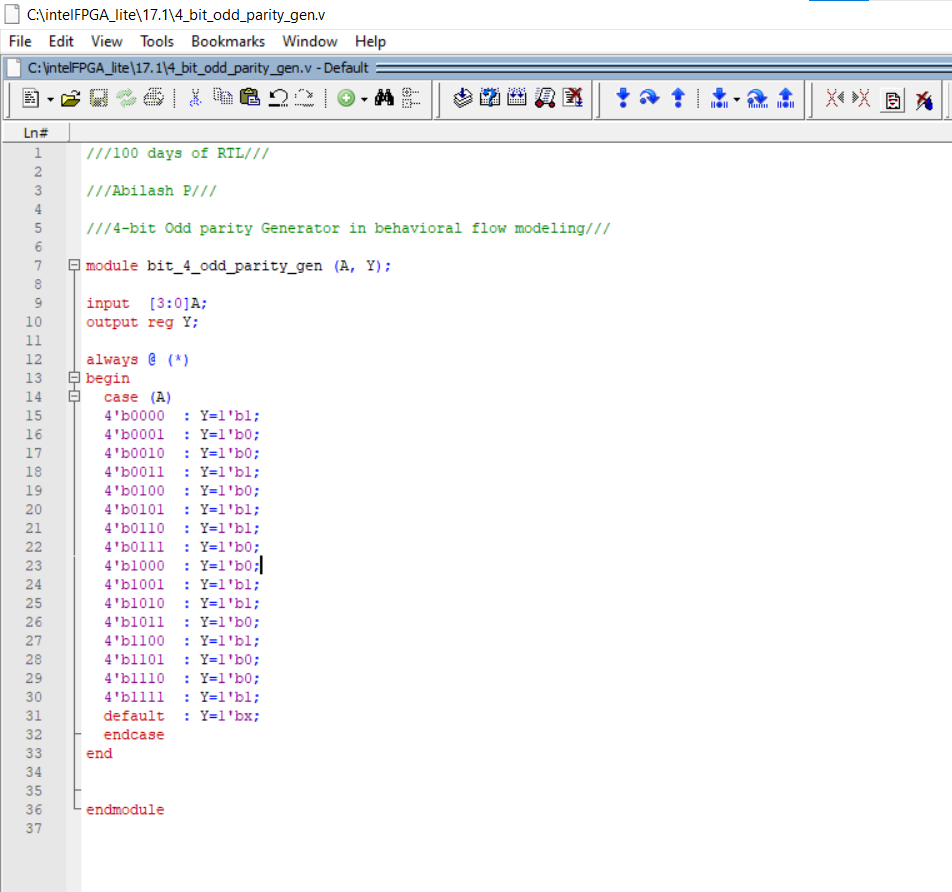 C:\intelFPGA_lite\17.1\4_bit_odd_parity_gen.v
File Edit View Tools Bookmarks Window Help
C:\intelFPGA_lite\17.1\4_bit_odd_parity_gen.v - Default
Ln#
1 ///100 days of RTL///
2
3 ///Abilash P///
4
5 ///4-bit Odd parity Generator in behavioral flow modeling///
6
7 module bit_4_odd_parity_gen (A, Y);
8
9 input [3:0]A;
10 output reg Y;
11
12 always @ (*)
13 begin
14 case (A)
15 4'b0000 : Y=1'b1;
16 4'b0001 : Y=1'b0;
17 4'b0010 : Y=1'b0;
18 4'b0011 : Y=1'b1;
19 4'b0100 : Y=1'b0;
20 4'b0101 : Y=1'b1;
21 4'b0110 : Y=1'b1;
22 4'b0111 : Y=1'b0;
23 4'b1000 : Y=1'b0;
24 4'b1001 : Y=1'b1;
25 4'b1010 : Y=1'b1;
26 4'b1011 : Y=1'b0;
27 4'b1100 : Y=1'b1;
28 4'b1101 : Y=1'b0;
29 4'b1110 : Y=1'b0;
30 4'b1111 : Y=1'b1;
31 default : Y=1'bx;
32 endcase
33 end
34
35
36 endmodule
37